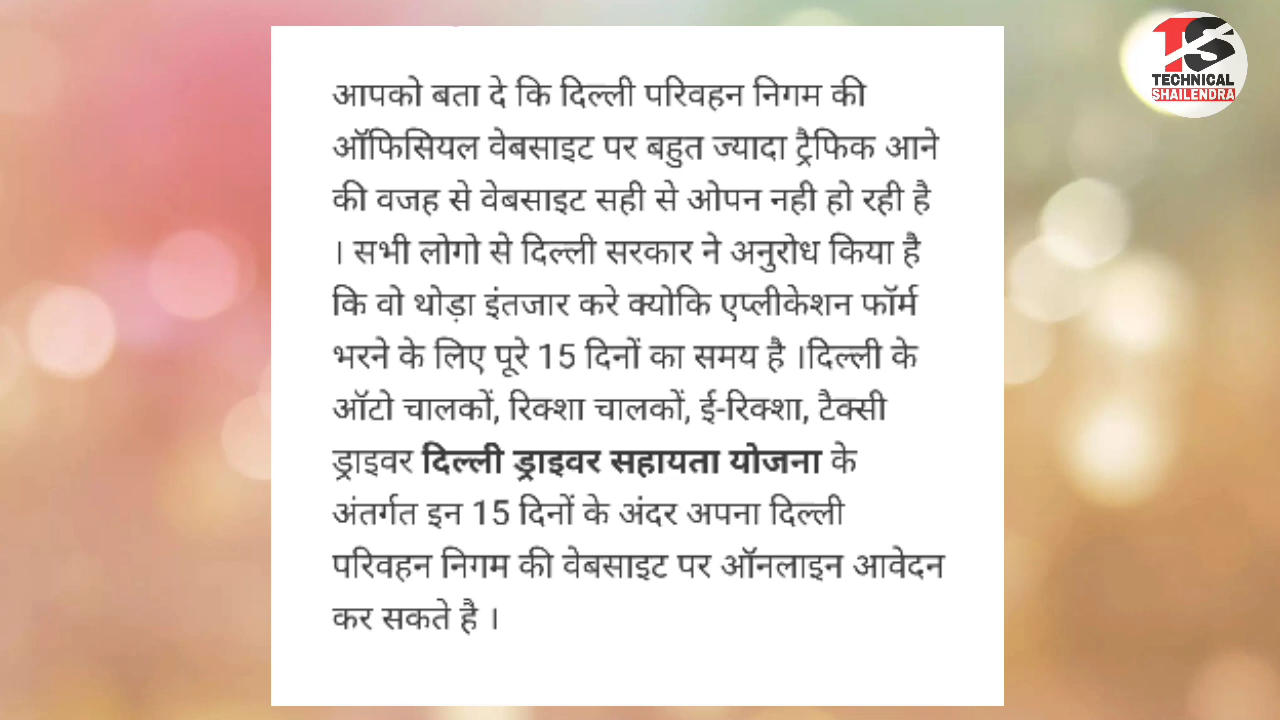 TECHNICAL
SHAILENDRA
आपको बता दे कि दिल्ली परिवहन निगम की
ऑफिसियल वेबसाइट पर बहुत ज्यादा ट्रैफिक आने
की वजह से वेबसाइट सही से ओपन नही हो रही है
। सभी लोगो से दिल्ली सरकार ने अनुरोध किया है
कि वो थोड़ा इंतजार करे क्योकि एप्लीकेशन फॉर्म
भरने के लिए पूरे 15 दिनों का समय है ।दिल्ली के
ऑटो चालकों, रिक्शा चालकों, ई-रिक्शा, टैक्सी
ड्राइवर दिल्ली ड्राइवर सहायता योजना के
अंतर्गत इन 15 दिनों के अंदर अपना दिल्ली
परिवहन निगम की वेबसाइट पर ऑनलाइन आवेदन
कर सकते है ।